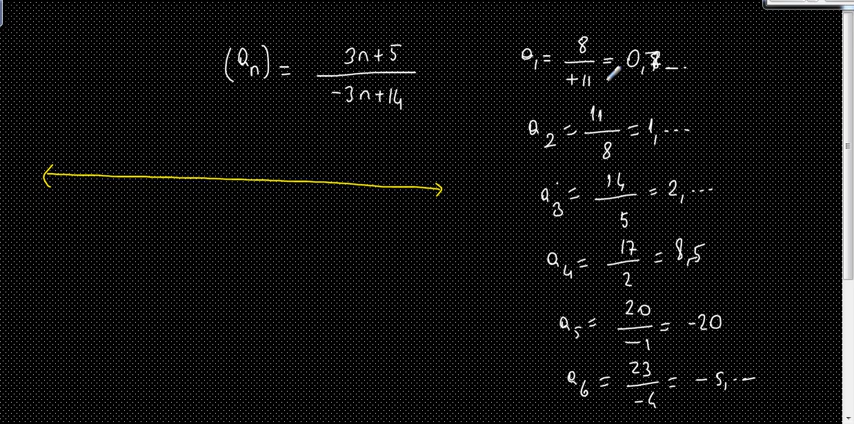 (a_n) = (3n+5)/(-3n+14)
a_1 = 8/+11 = 0,7...
a_2 = 11/8 = 1,...
a_3 = 14/5 = 2,...
a_4 = 17/2 = 8,5
a_5 = 20/-1 = -20
a_6 = 23/-4 = -5,...